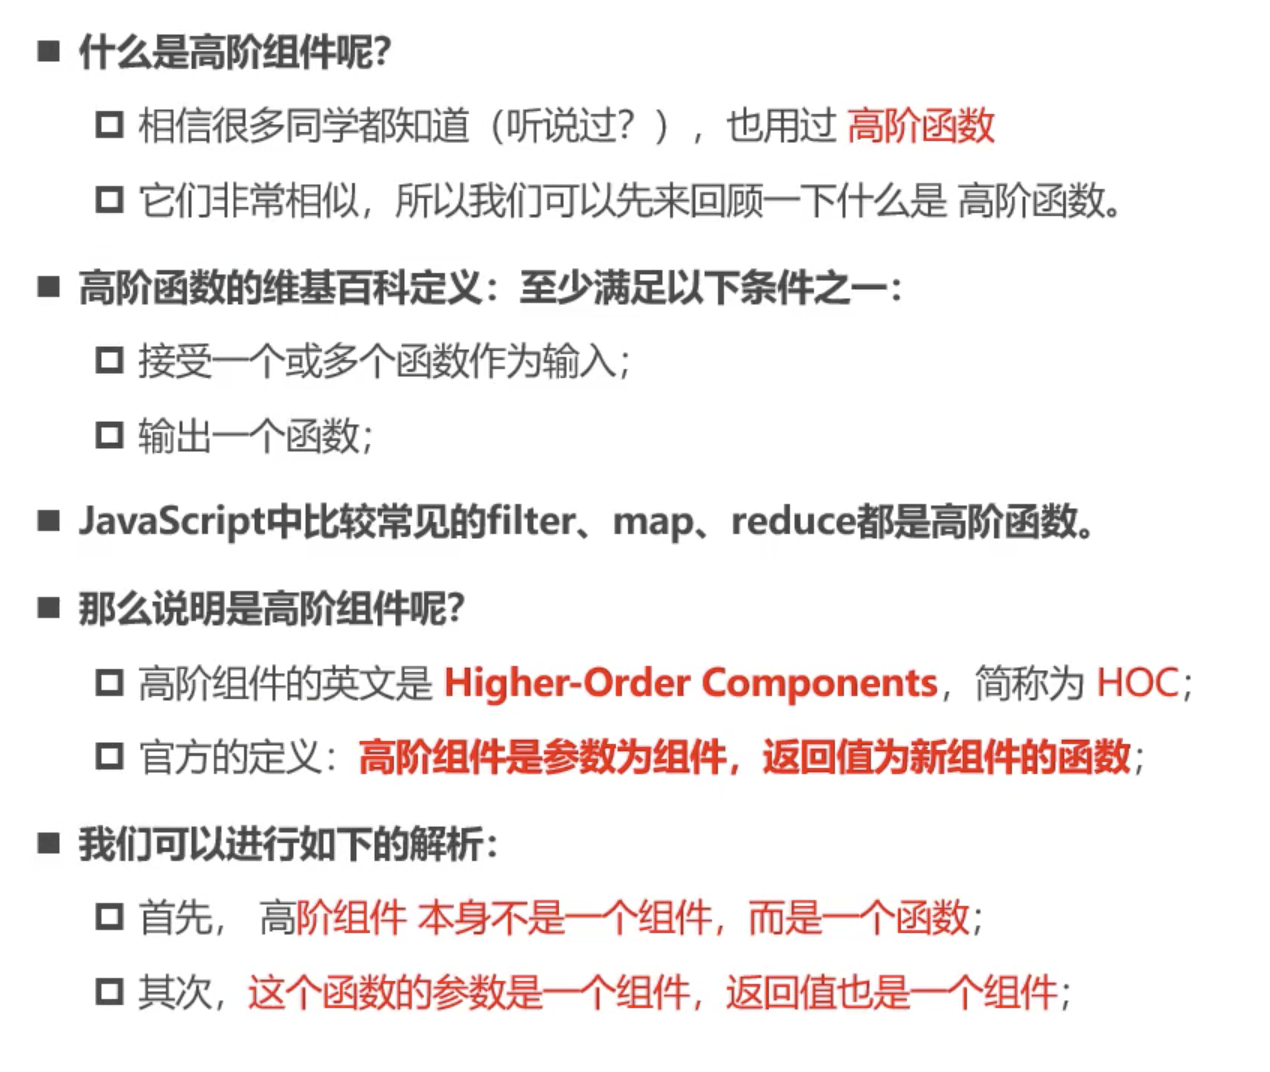 什么是高阶组件呢？
相信很多同学都知道（听说过？），也用过 高阶函数
它们非常相似，所以我们可以先来回顾一下什么是 高阶函数。
高阶函数的维基百科定义：至少满足以下条件之一：
接受一个或多个函数作为输入；
输出一个函数；
JavaScript中比较常见的filter、map、reduce都是高阶函数。
那么说明是高阶组件呢？
高阶组件的英文是 Higher-Order Components，简称为 HOC；
官方的定义：高阶组件是参数为组件，返回值为新组件的函数；
我们可以进行如下的解析：
首先， 高阶组件 本身不是一个组件，而是一个函数；
其次，这个函数的参数是一个组件，返回值也是一个组件；